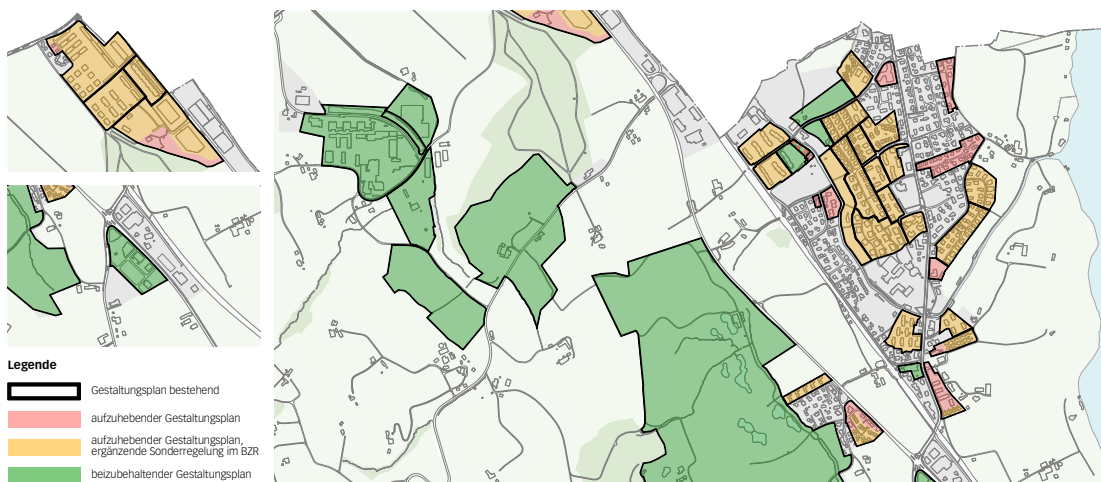 Legende
Gestaltungsplan bestehend
aufzuhebender Gestaltungsplan
aufzuhebender Gestaltungsplan,
ergänzende Sonderregelung im BZR
beizubehaltender Gestaltungsplan